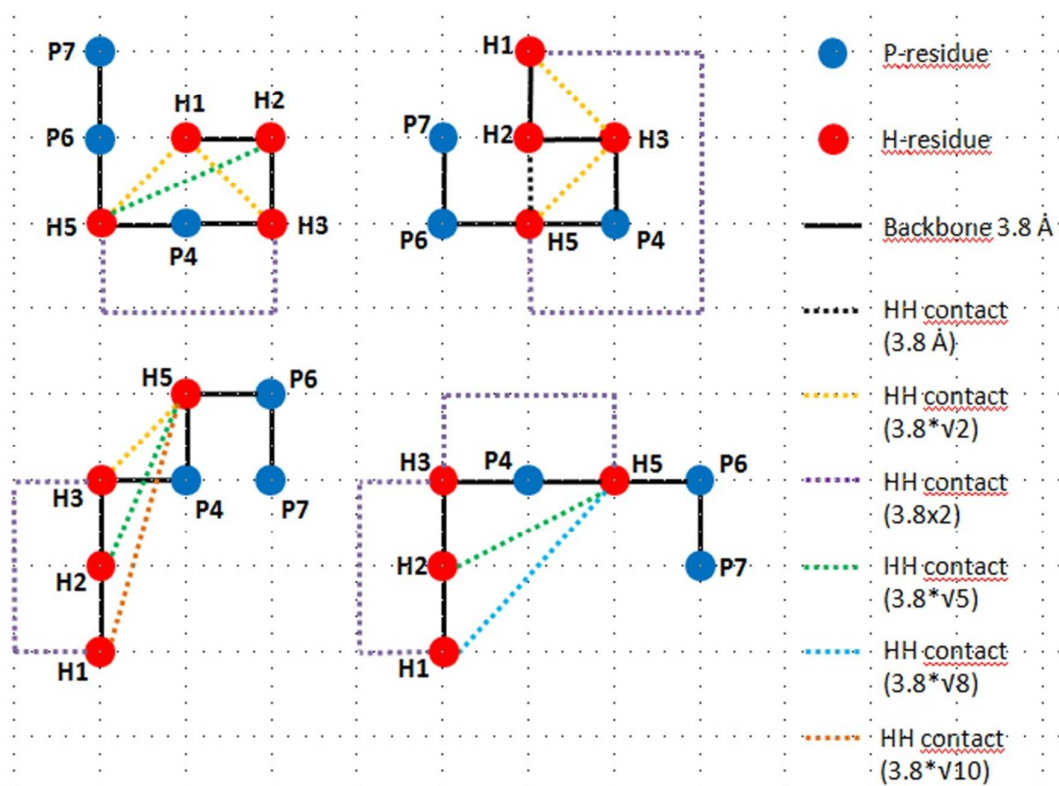 P7
H1
H2
P6
H5
P4
H3
H1
P7
H2
H3
P6
H5
P4
H5
P6
H3
P4
P7
H2
H1
H3
P4
H5
P6
H2
P7
H1
P-residue
H-residue
Backbone 3.8 Å
HH contact
(3.8 Å)
HH contact
(3.8*√2)
HH contact
(3.8x2)
HH contact
(3.8*√5)
HH contact
(3.8*√8)
HH contact
(3.8*√10)